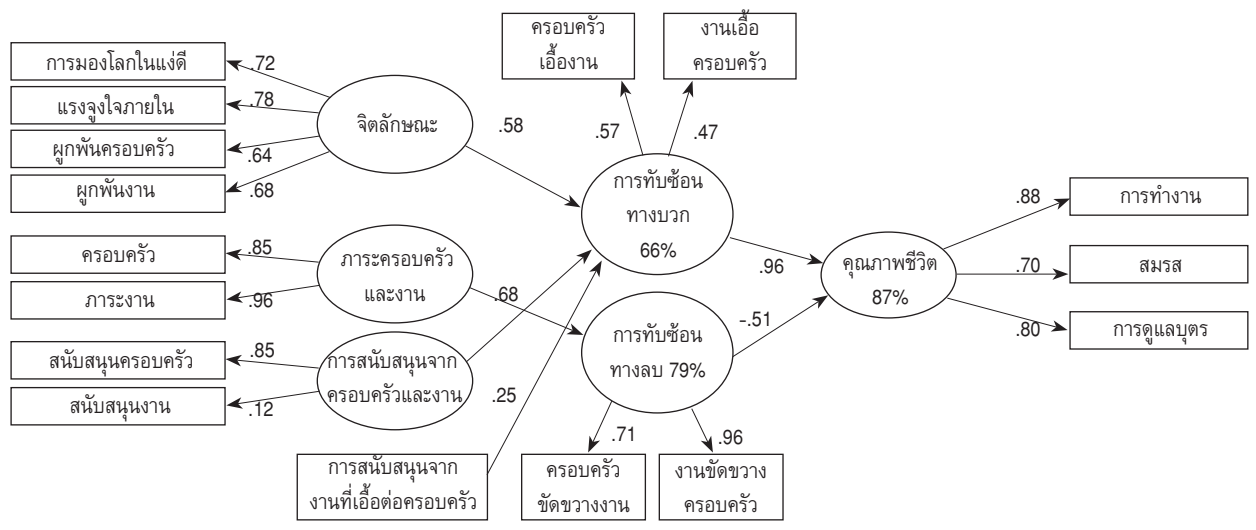 ครอบครัว
เอื้องาน
งานเอื้อ
ครอบครัว
การมองโลกในแง่ดี
.72
แรงจูงใจภายใน
.78
ผูกพันครอบครัว
.64
ผูกพันงาน
.68
จิตลักษณะ
.58
.57
.47
การทับซ้อน
ทางบวก
66%
ครอบครัว
.85
ภาระงาน
.96
ภาระครอบครัว
และงาน
.68
.96
คุณภาพชีวิต
87%
.88
การทำงาน
.70
สมรส
.80
การดูแลบุตร
-.51
การทับซ้อน
ทางลบ 79%
สนับสนุนครอบครัว
.85
สนับสนุนงาน
.12
การสนับสนุนจาก
ครอบครัวและงาน
.25
.71
.96
การสนับสนุนจาก
งานที่เอื้อต่อครอบครัว
ครอบครัว
ขัดขวางงาน
งานขัดขวาง
ครอบครัว